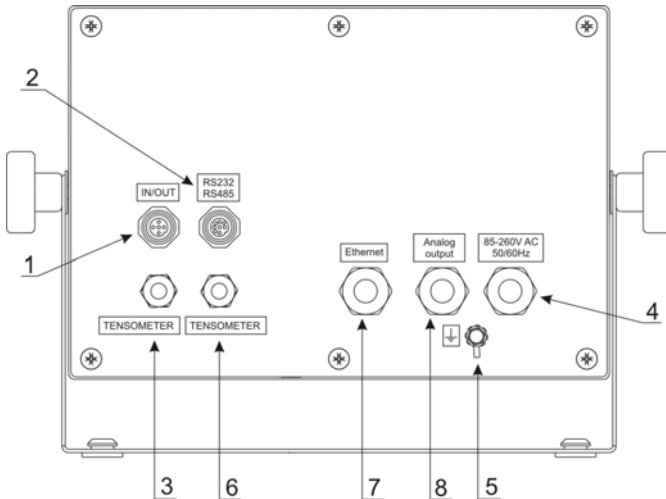 2
IN/OUT
RS232
RS485
1
Ethernet
Analog
output
85-260V AC
50/60Hz
4
TENSOMETER
TENSOMETER
3
6
7
8
5